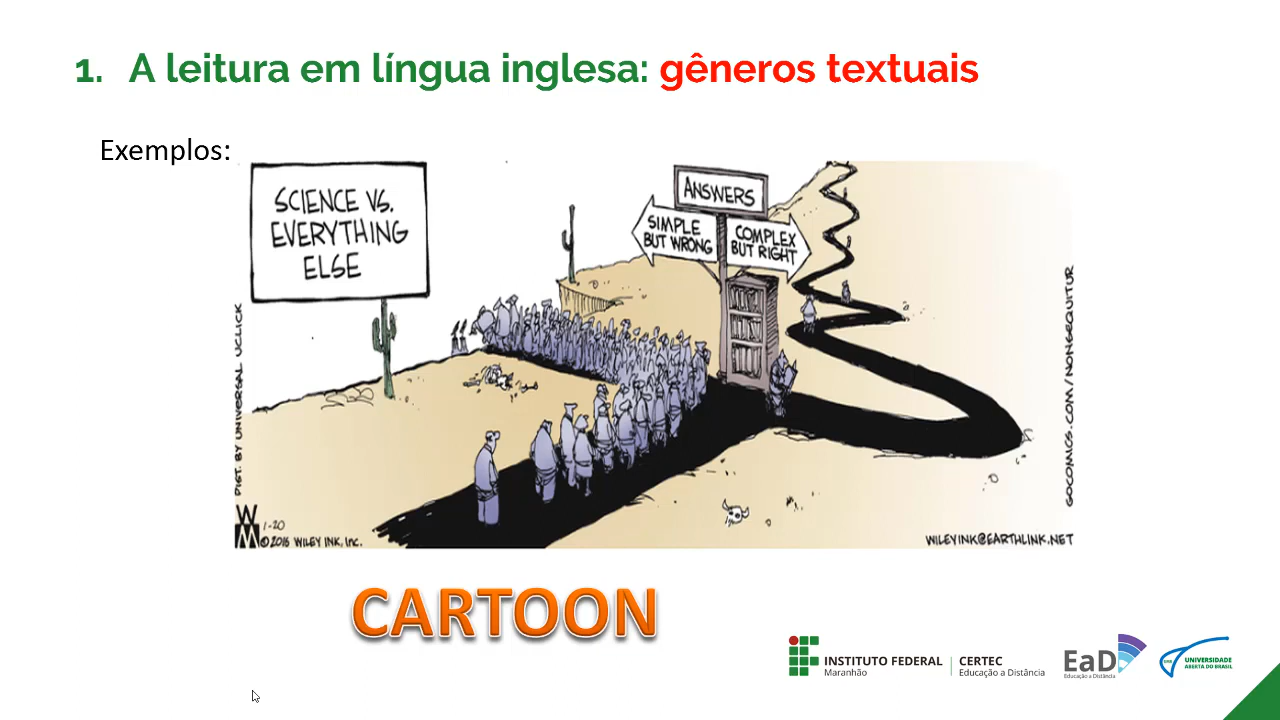 1. A leitura em língua inglesa: gêneros textuais
Exemplos:
SCIENCE VS.
EVERYTHING
ELSE
ANSWERS
SIMPLE
BUT WRONG
COMPLEX
BUT RIGHT
DIST. BY UNIVERSAL UCLICK
GOCOMICS.COM/NONSEQUITUR
WM
1-20
©2016 WILEY INK, Inc.
WILEYINK@EARTHLINK.NET
CARTOON
INSTITUTO FEDERAL
Maranhão
CERTEC
Educação a Distância
EaD
Educação a Distância
UAB
UNIVERSIDADE
ABERTA DO BRASIL